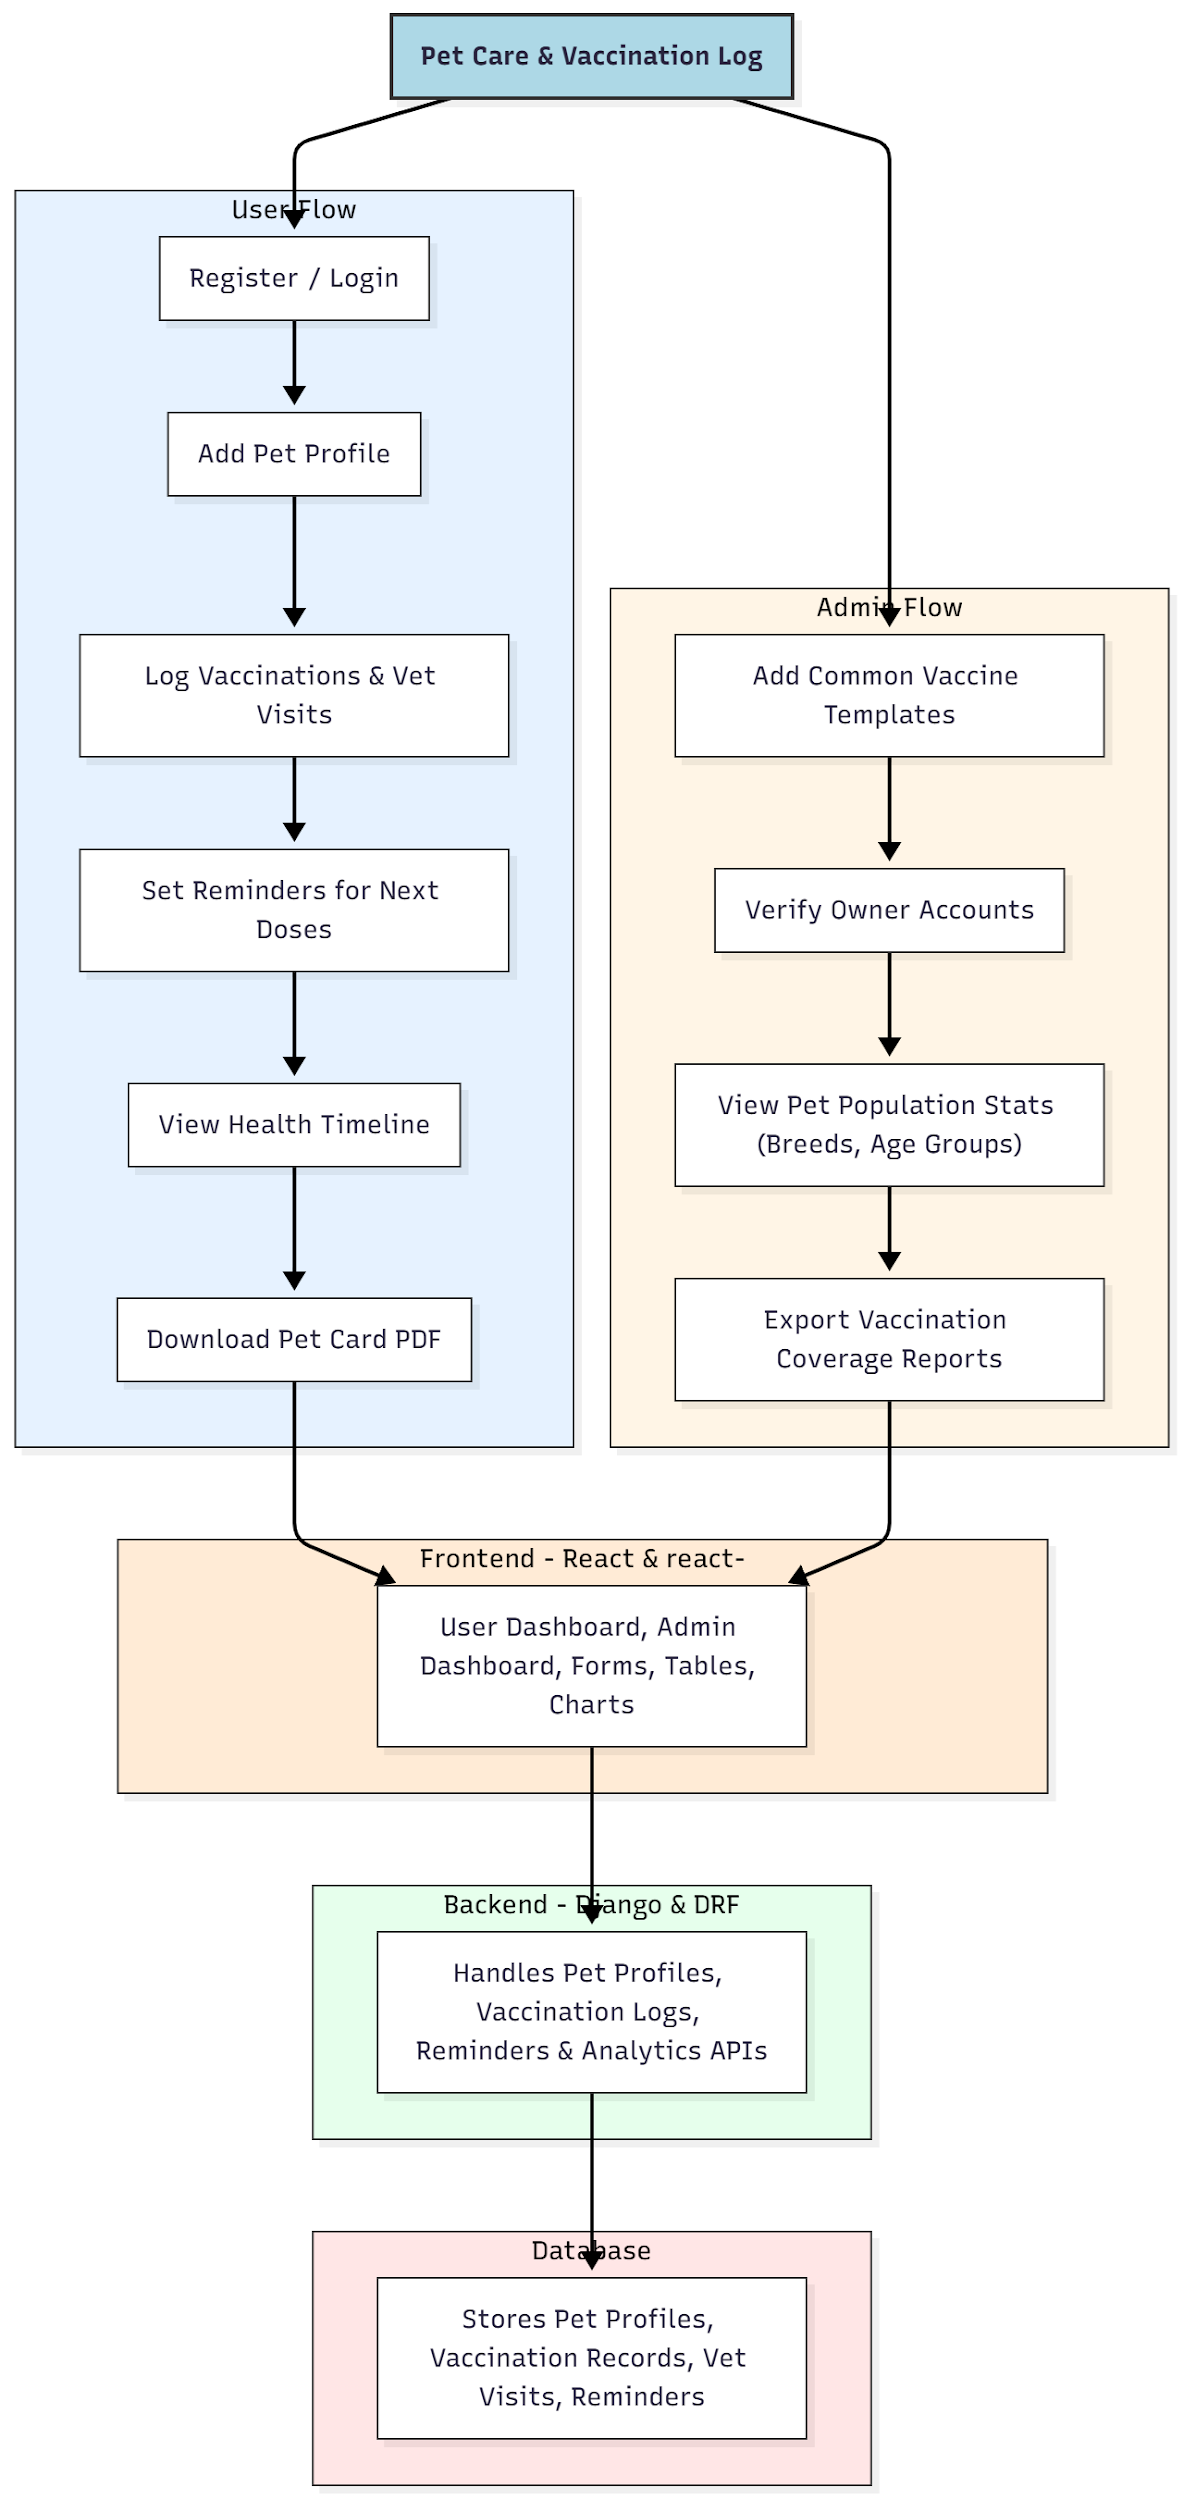 Pet Care & Vaccination Log
User Flow
Register / Login
Add Pet Profile
Log Vaccinations & Vet
Visits
Set Reminders for Next
Doses
View Health Timeline
Download Pet Card PDF
Admin Flow
Add Common Vaccine
Templates
Verify Owner Accounts
View Pet Population Stats
(Breeds, Age Groups)
Export Vaccination
Coverage Reports
Frontend - React & react-
User Dashboard, Admin
Dashboard, Forms, Tables,
Charts
Backend - Django & DRF
Handles Pet Profiles,
Vaccination Logs,
Reminders & Analytics APIs
Database
Stores Pet Profiles,
Vaccination Records, Vet
Visits, Reminders